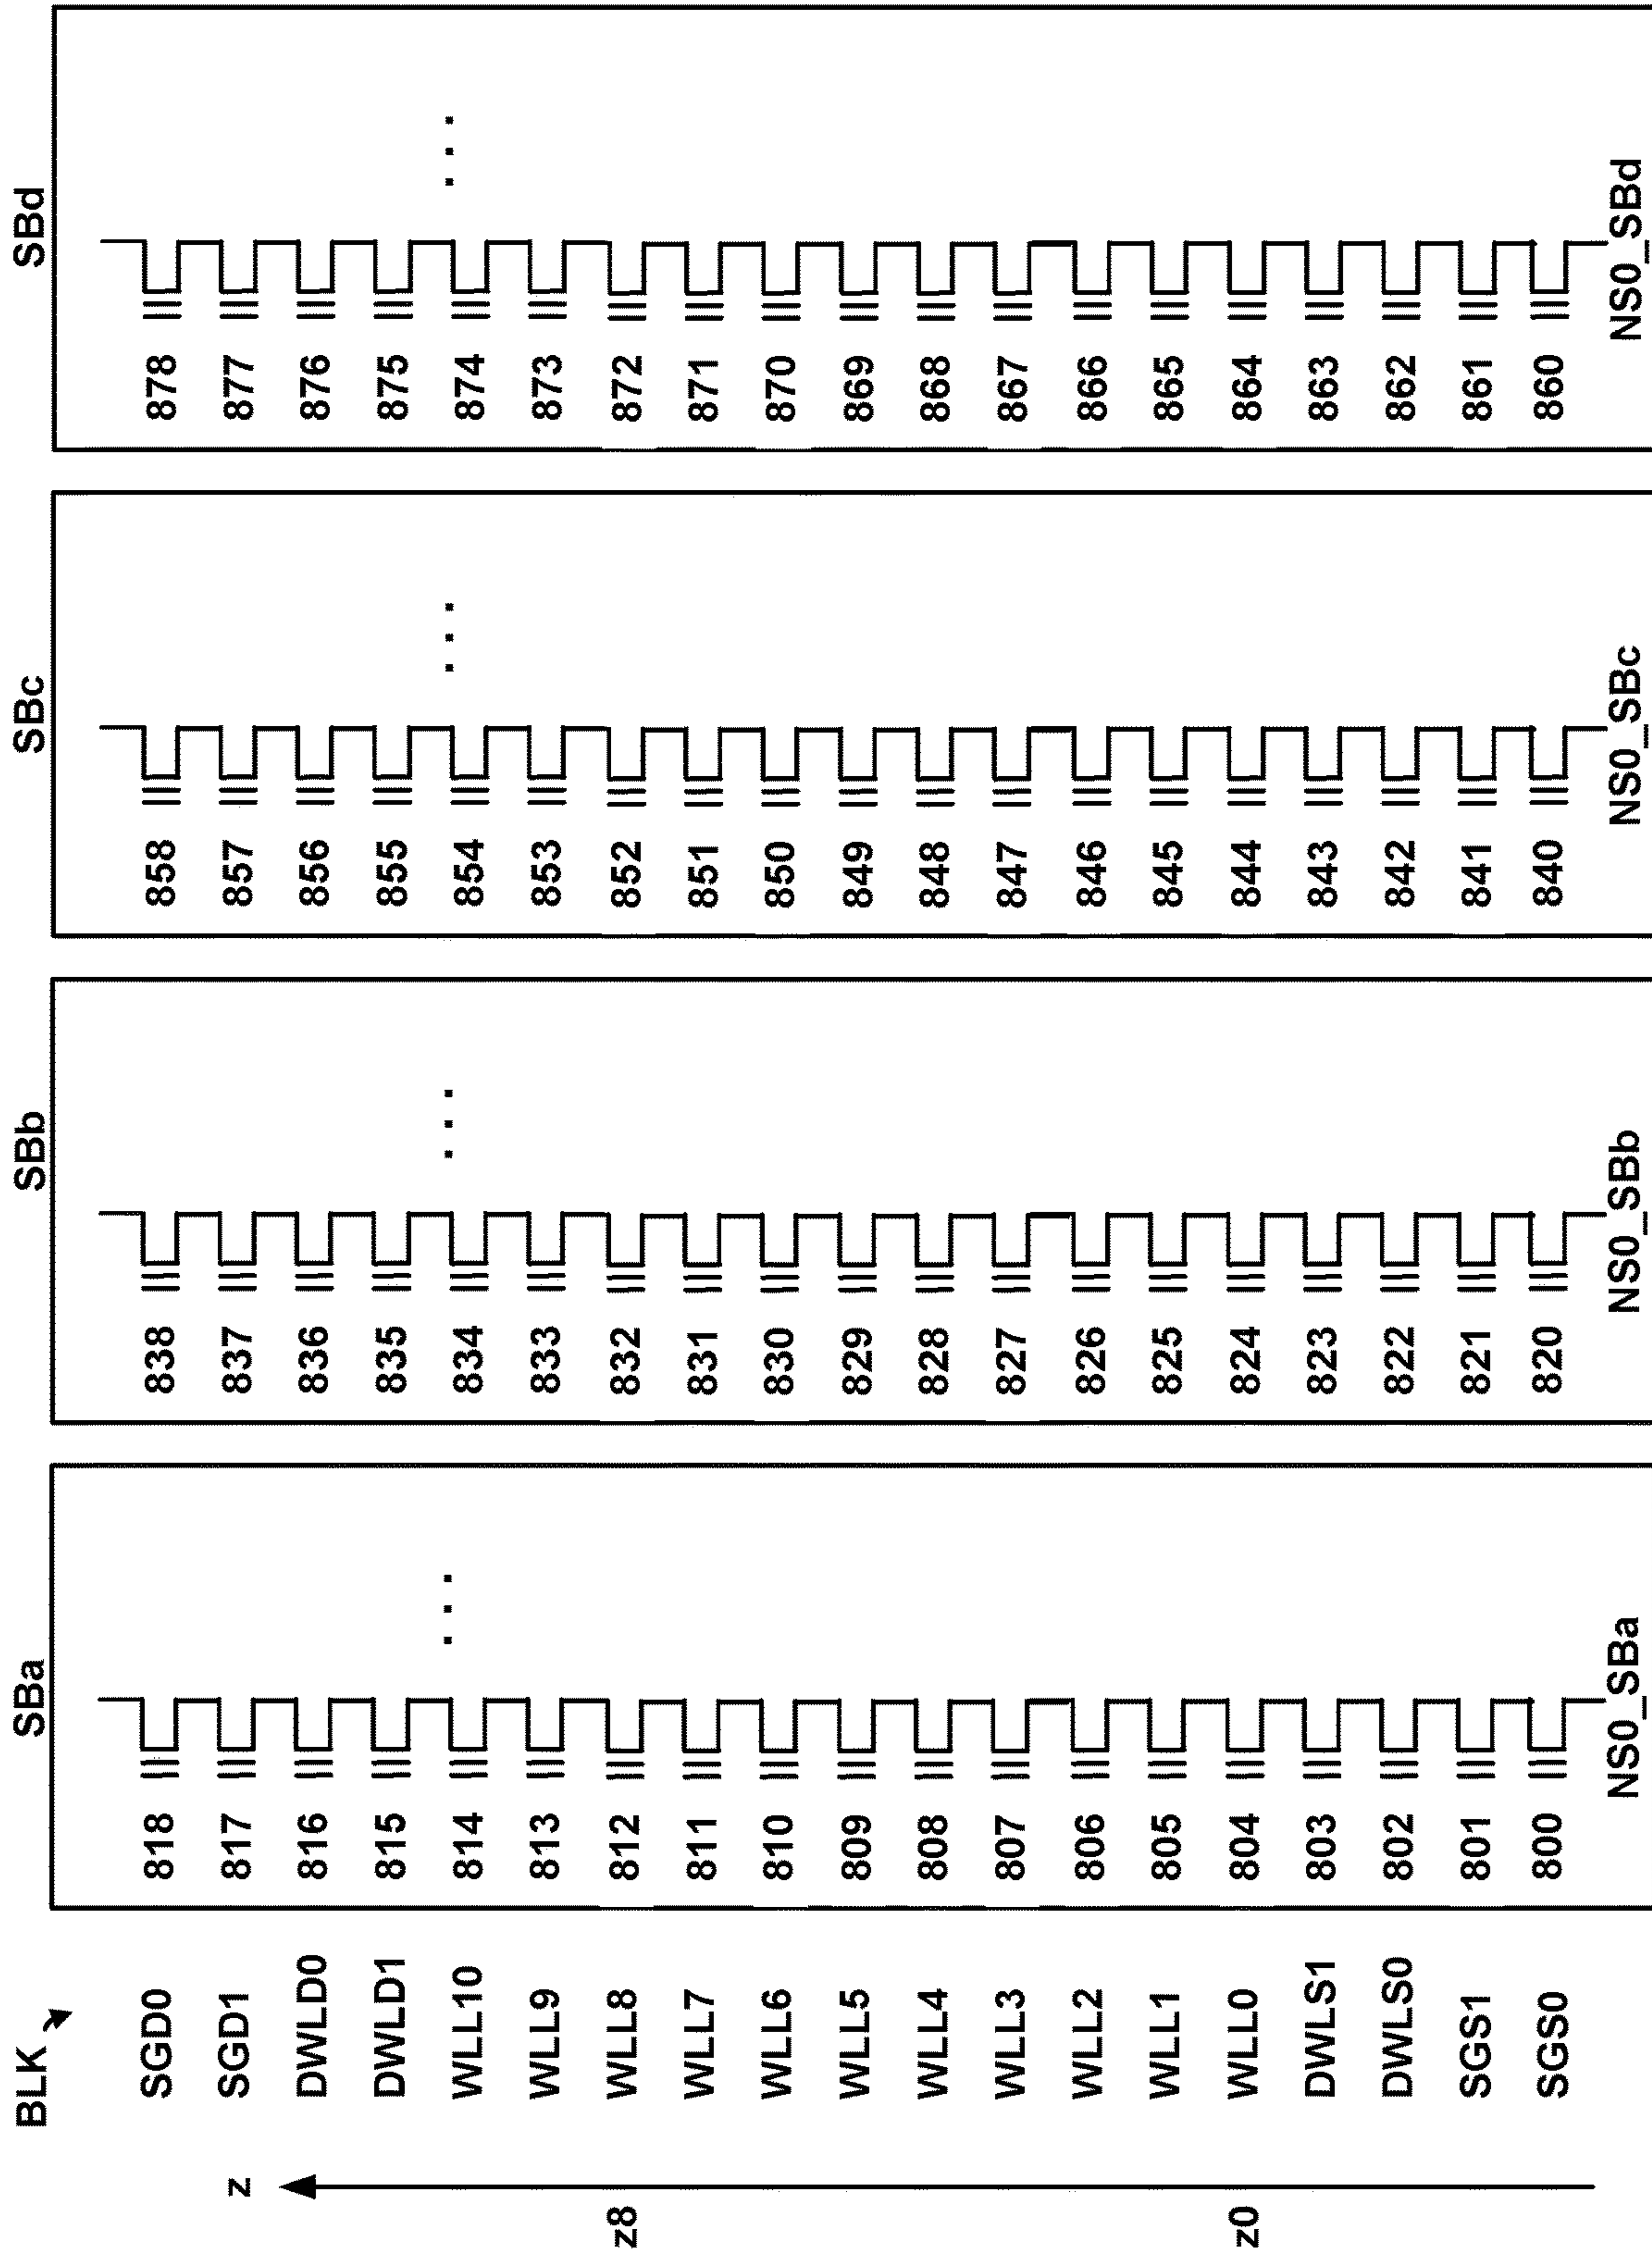 BLK SBa SBb SBc SBd
z
SGD0 818 838 858 878
SGD1 817 837 857 877
DWLD0 816 836 856 876
DWLD1 815 835 855 875
WLL10 814 834 854 874
WLL9 813 833 853 873
z8 WLL8 812 832 852 872
WLL7 811 831 851 871
WLL6 810 830 850 870
WLL5 809 829 849 869
WLL4 808 828 848 868
WLL3 807 827 847 867
WLL2 806 826 846 866
WLL1 805 825 845 865
z0 WLL0 804 824 844 864
DWLS1 803 823 843 863
DWLS0 802 822 842 862
SGS1 801 821 841 861
SGS0 800 820 840 860
NS0_SBa NS0_SBb NS0_SBc NS0_SBd